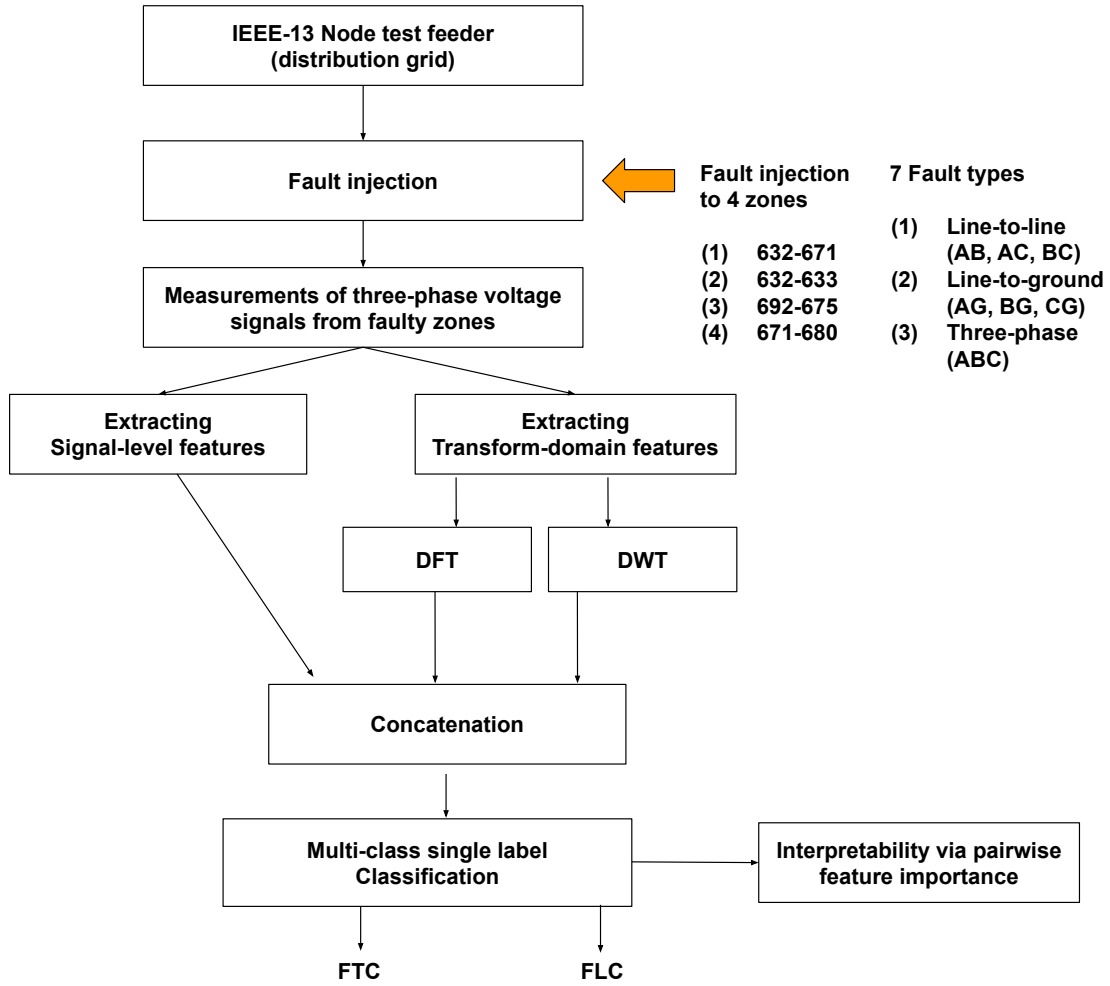 IEEE-13 Node test feeder
(distribution grid)
Fault injection
Fault injection
to 4 zones
(1) 632-671
(2) 632-633
(3) 692-675
(4) 671-680
7 Fault types
(1) Line-to-line
(AB, AC, BC)
(2) Line-to-ground
(AG, BG, CG)
(3) Three-phase
(ABC)
Measurements of three-phase voltage
signals from faulty zones
Extracting
Signal-level features
Extracting
Transform-domain features
DFT
DWT
Concatenation
Multi-class single label
Classification
Interpretability via pairwise
feature importance
FTC
FLC